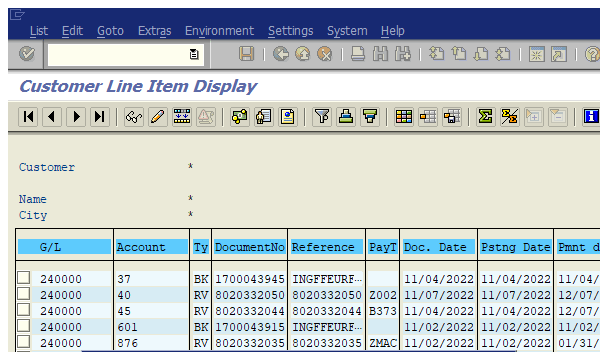 List Edit Goto Extras Environment Settings System Help
Customer Line Item Display
Customer *
Name *
City *
G/L Account Ty DocumentNo Reference PayT Doc. Date Pstng Date Pmnt d
240000 37 BK 1700043945 INGFFEURF… 11/04/2022 11/04/2022 11/04/
240000 40 RV 8020332050 8020332050 Z002 11/07/2022 11/07/2022 12/07/
240000 45 RV 8020332044 8020332044 B373 11/04/2022 11/04/2022 12/07/
240000 601 BK 1700043915 INGFFEURF… 11/02/2022 11/02/2022 11/02/
240000 876 RV 8020332035 8020332035 ZMAC 11/02/2022 11/02/2022 01/31/